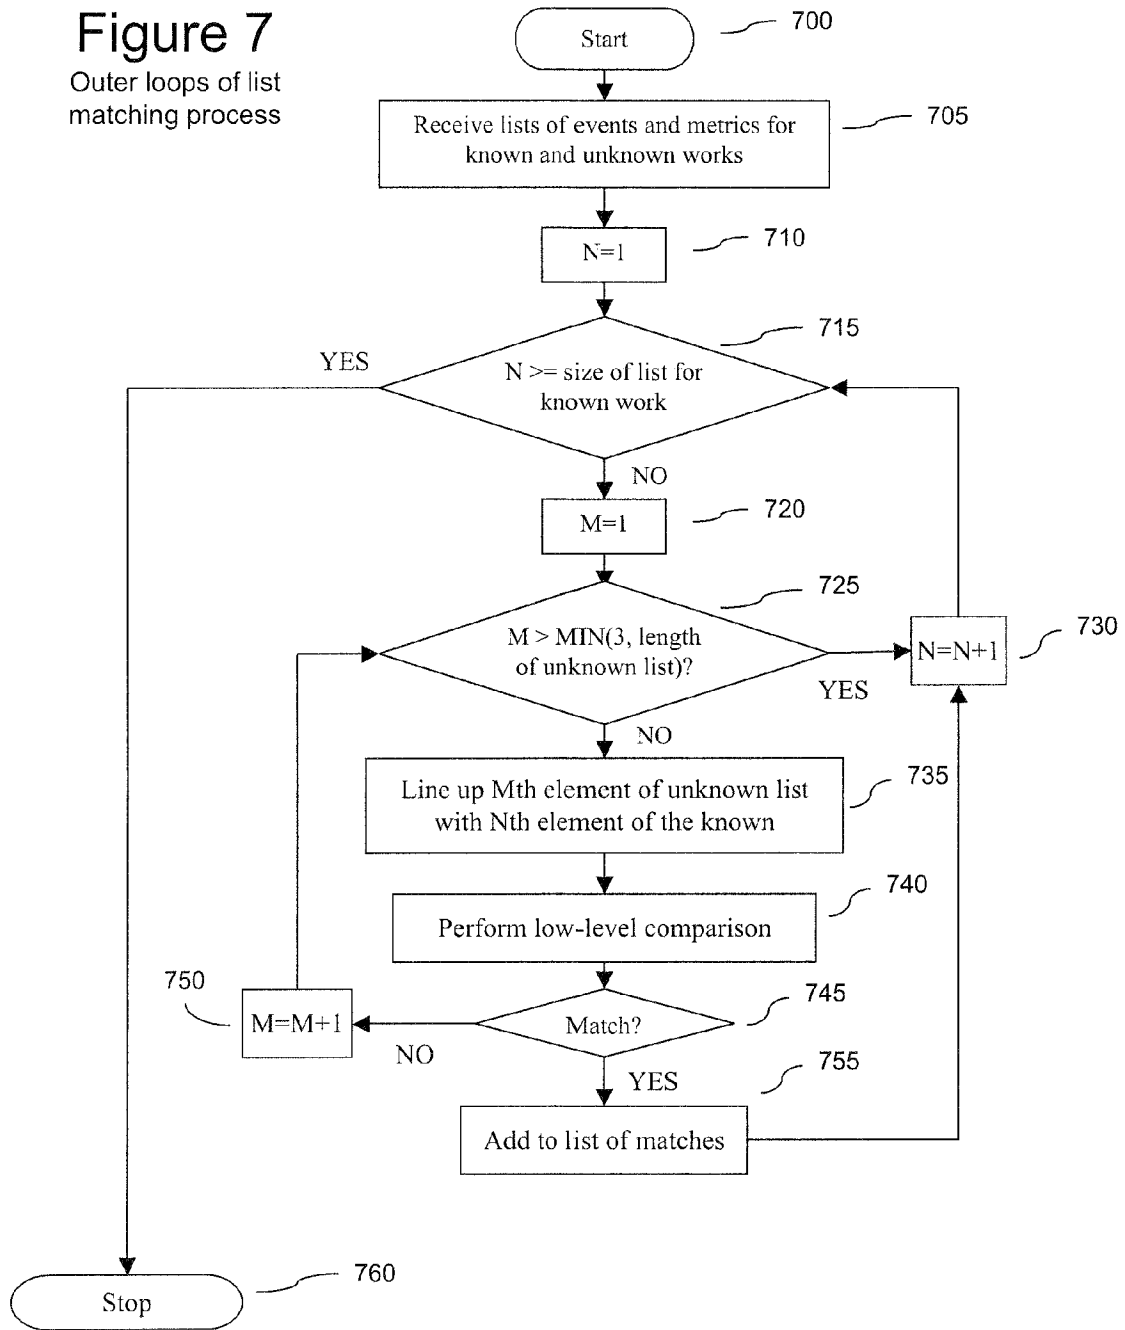 Figure 7
Outer loops of list
matching process
Start
700
Receive lists of events and metrics for
known and unknown works
705
N=1
710
715
YES
N >= size of list for
known work
NO
M=1
720
725
M > MIN(3, length
of unknown list)?
YES
N=N+1
730
NO
Line up Mth element of unknown list
with Nth element of the known
735
Perform low-level comparison
740
745
Match?
NO
750
M=M+1
YES
755
Add to list of matches
Stop
760